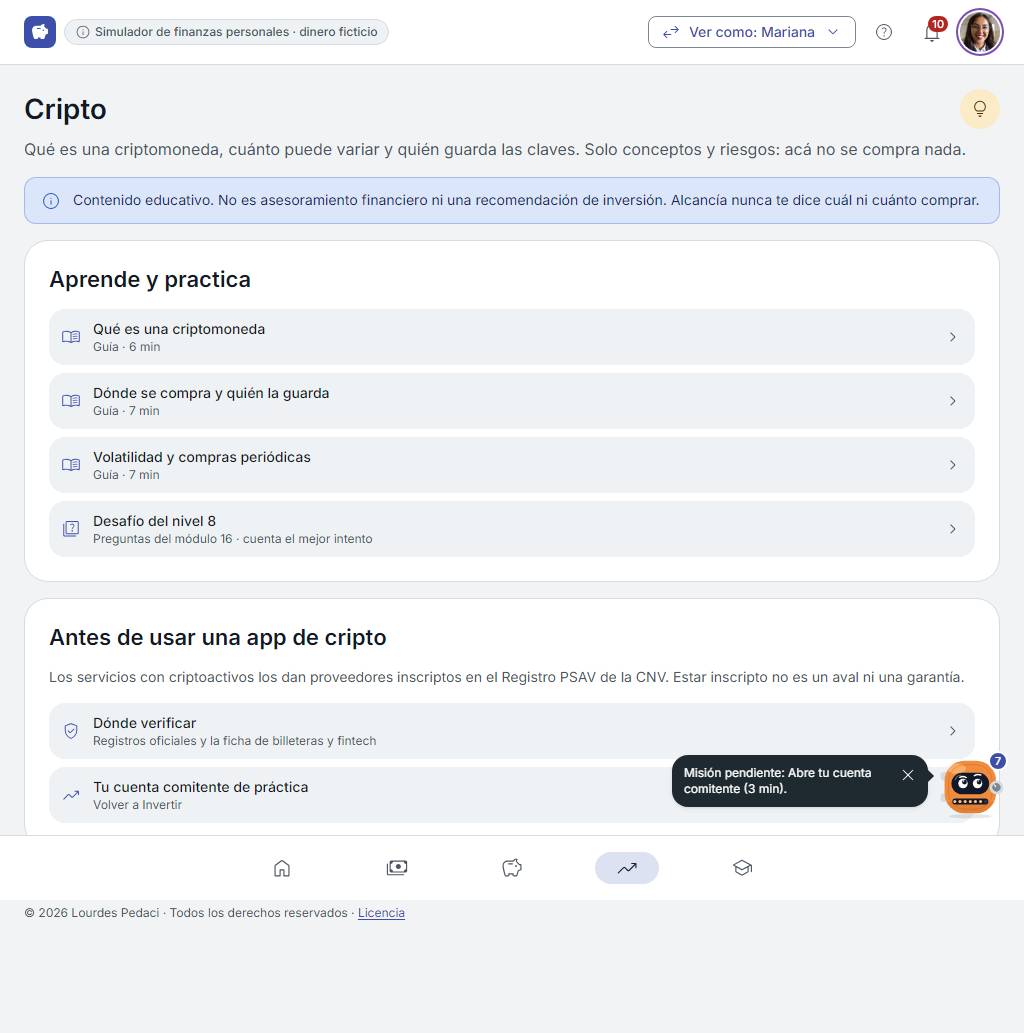 Simulador de finanzas personales · dinero ficticio
Ver como: Mariana
10
Cripto
Qué es una criptomoneda, cuánto puede variar y quién guarda las claves. Solo conceptos y riesgos: acá no se compra nada.
Contenido educativo. No es asesoramiento financiero ni una recomendación de inversión. Alcancía nunca te dice cuál ni cuánto comprar.
Aprende y practica
Qué es una criptomoneda
Guía · 6 min
Dónde se compra y quién la guarda
Guía · 7 min
Volatilidad y compras periódicas
Guía · 7 min
Desafío del nivel 8
Preguntas del módulo 16 · cuenta el mejor intento
Antes de usar una app de cripto
Los servicios con criptoactivos los dan proveedores inscriptos en el Registro PSAV de la CNV. Estar inscripto no es un aval ni una garantía.
Dónde verificar
Registros oficiales y la ficha de billeteras y fintech
Tu cuenta comitente de práctica
Volver a Invertir
Misión pendiente: Abre tu cuenta
comitente (3 min).
7
© 2026 Lourdes Pedaci · Todos los derechos reservados · Licencia